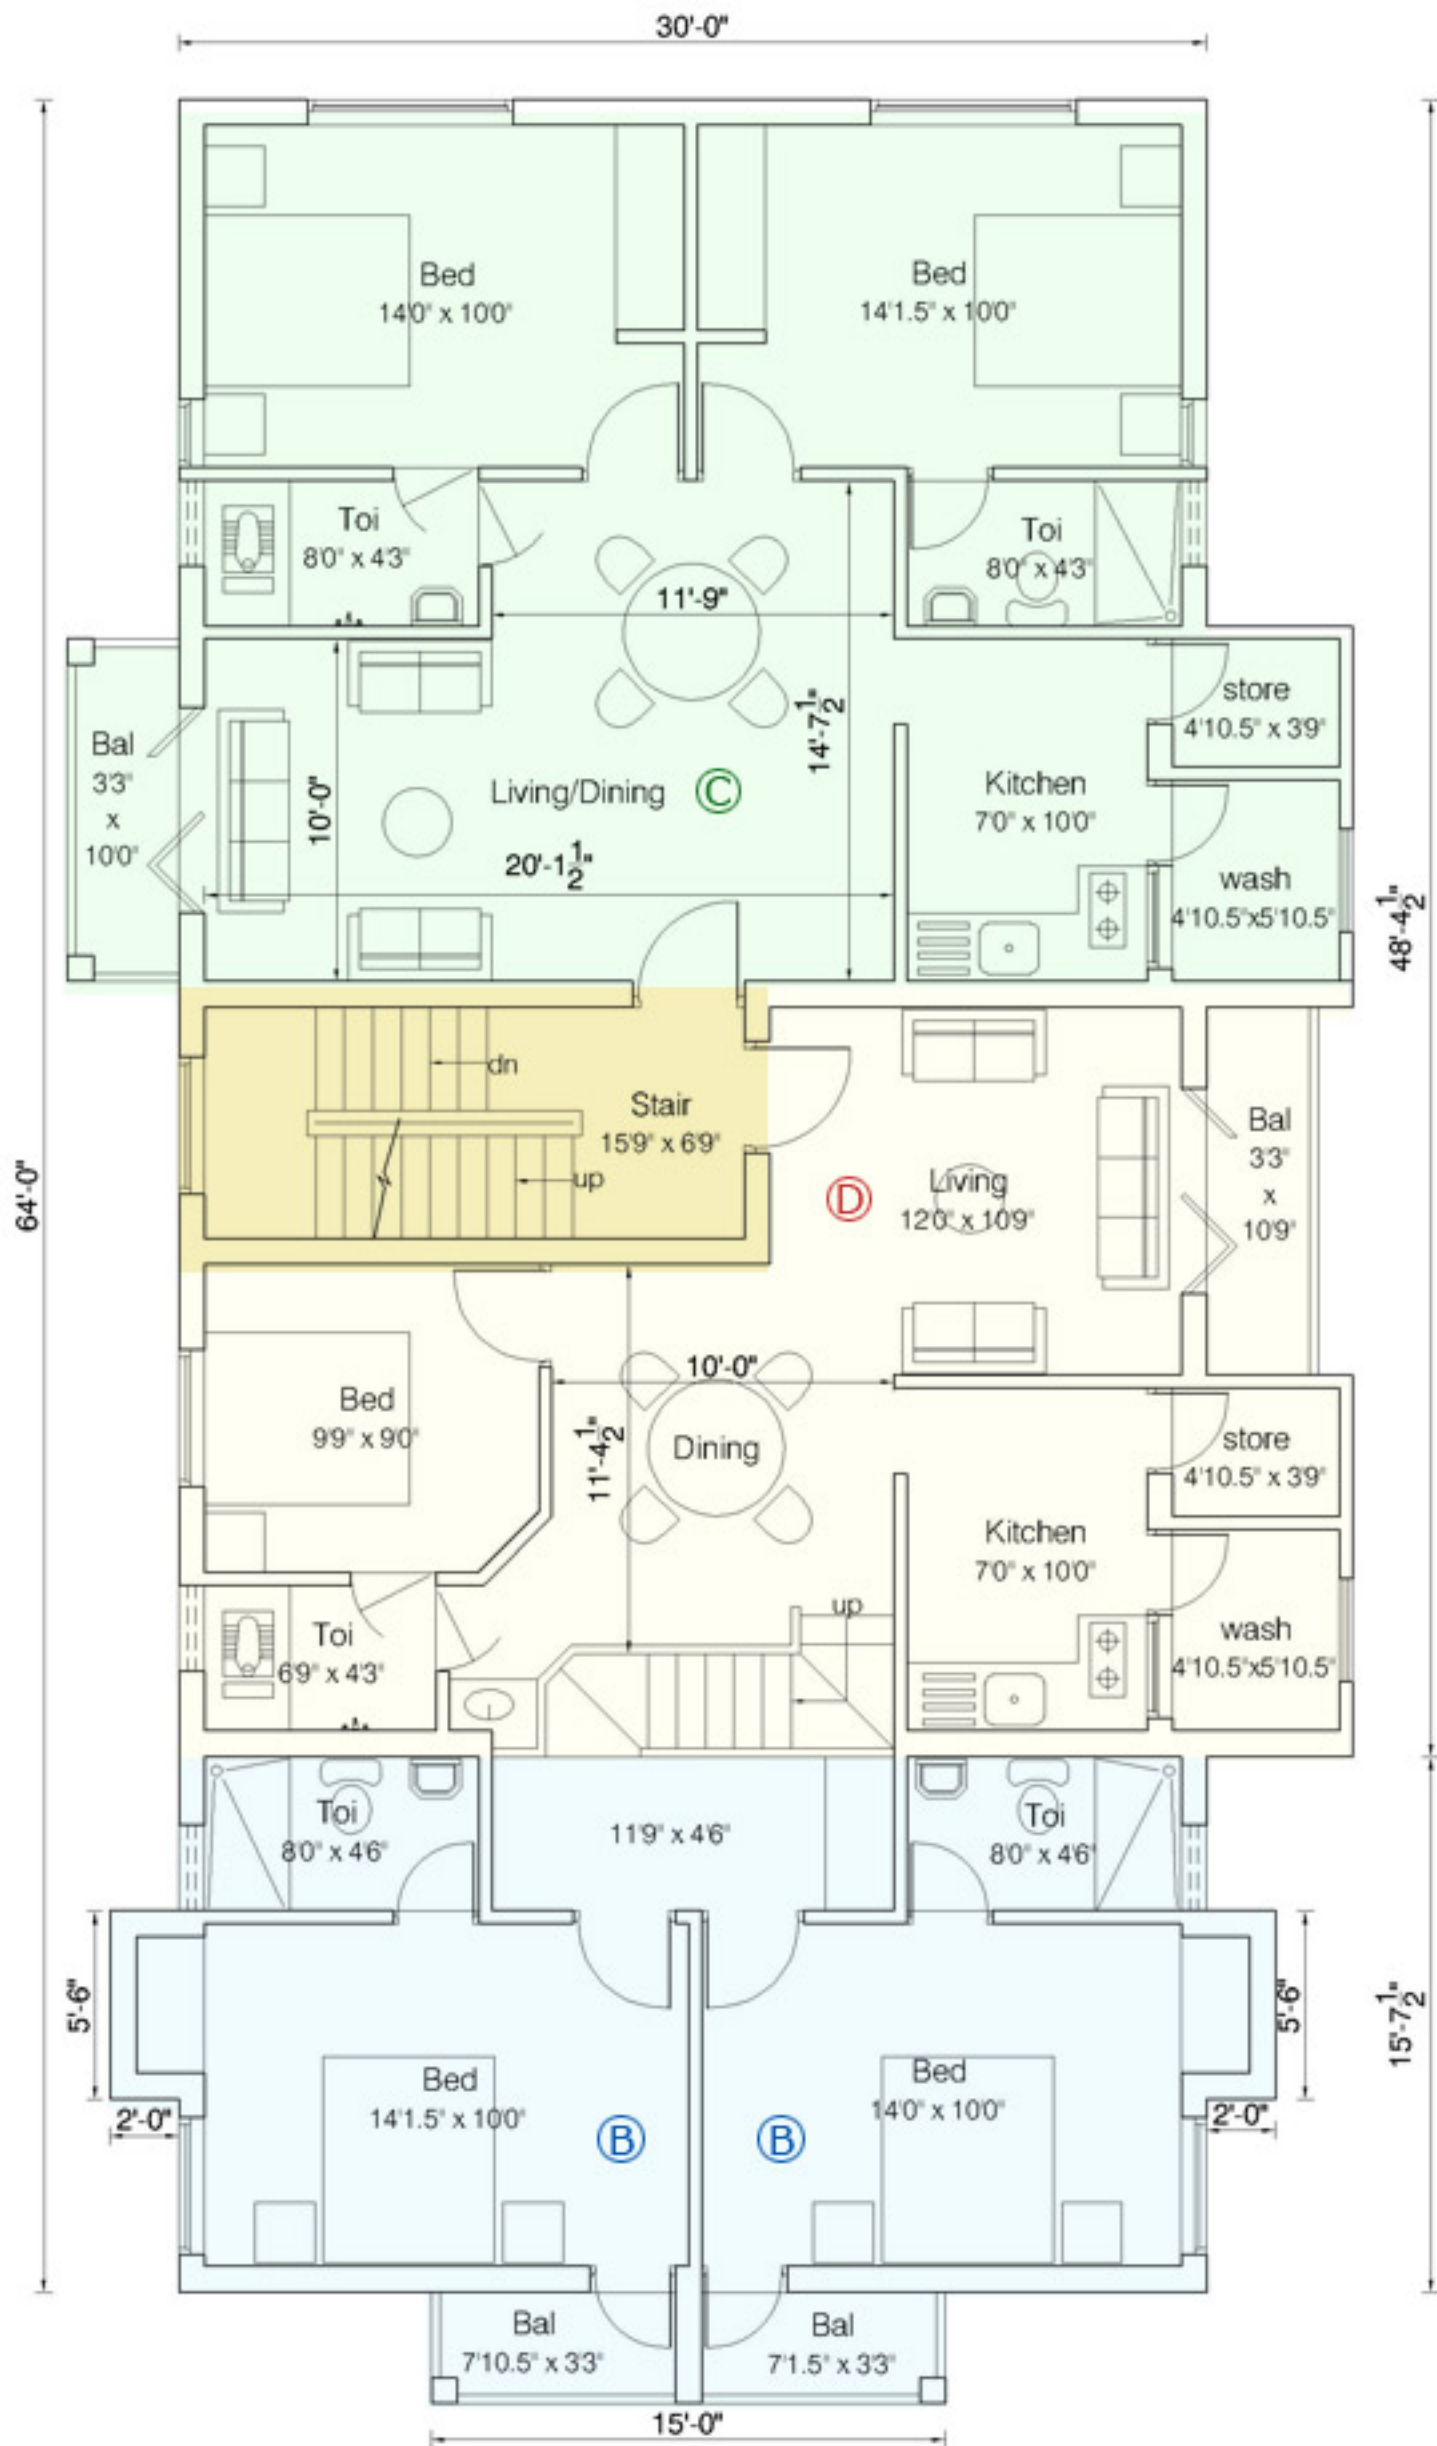 30'-0"
Bed
14'0" x 10'0"
Bed
14'1.5" x 10'0"
Toi
8'0" x 4'3"
Toi
8'0" x 4'3"
11'-9"
14'-7 1/2"
store
4'10.5" x 3'9"
Bal
3'3"
x
10'0"
10'-0"
Living/Dining
C
Kitchen
7'0" x 10'0"
20'-1 1/2"
wash
4'10.5"x5'10.5"
48'-4 1/2"
dn
Stair
15'9" x 6'9"
up
64'-0"
D
Living
12'0" x 10'9"
Bal
3'3"
x
10'9"
10'-0"
Bed
9'9" x 9'0"
11'-4 1/2"
Dining
store
4'10.5" x 3'9"
Kitchen
7'0" x 10'0"
up
Toi
6'9" x 4'3"
wash
4'10.5"x5'10.5"
Toi
8'0" x 4'6"
11'9" x 4'6"
Toi
8'0" x 4'6"
5'-6"
5'-6"
15'-7 1/2"
Bed
14'1.5" x 10'0"
Bed
14'0" x 10'0"
2'-0"
B
B
2'-0"
Bal
7'10.5" x 3'3"
Bal
7'1.5" x 3'3"
15'-0"